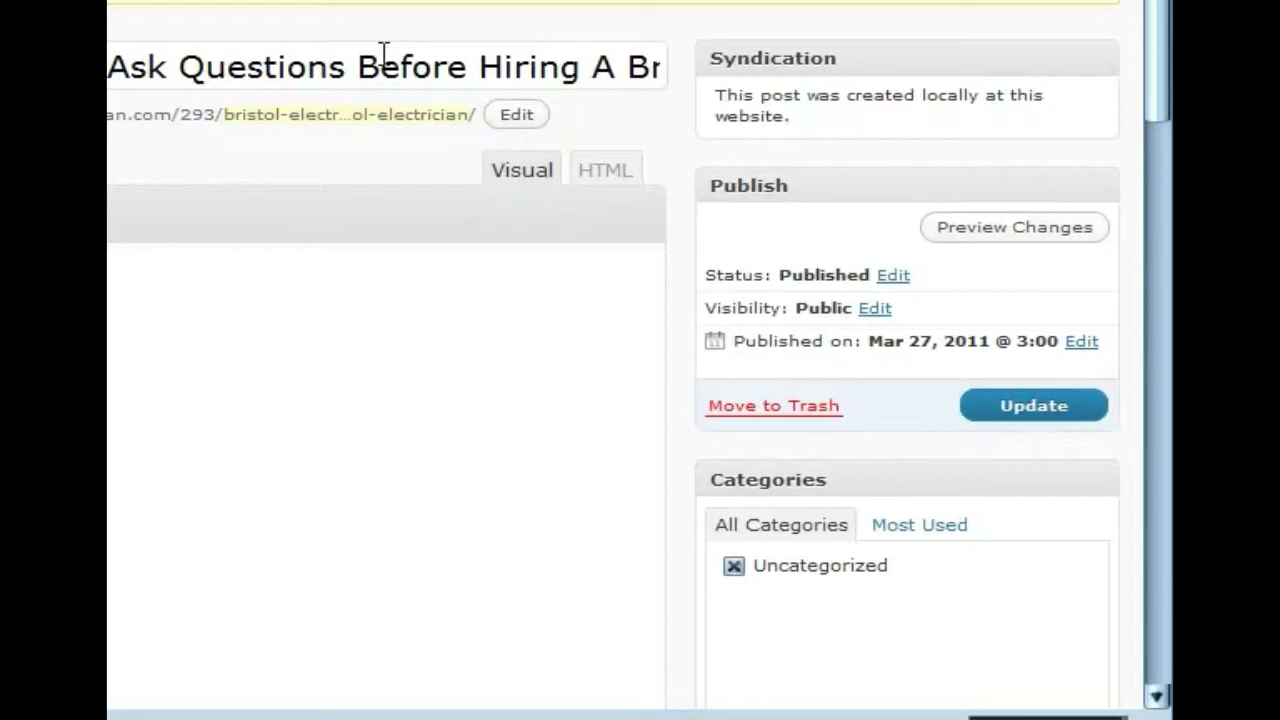 Ask Questions Before Hiring A Br
an.com/293/bristol-electr...ol-electrician/ Edit
Visual HTML
Syndication
This post was created locally at this
website.
Publish
Preview Changes
Status: Published Edit
Visibility: Public Edit
Published on: Mar 27, 2011 @ 3:00 Edit
Move to Trash Update
Categories
All Categories Most Used
Uncategorized